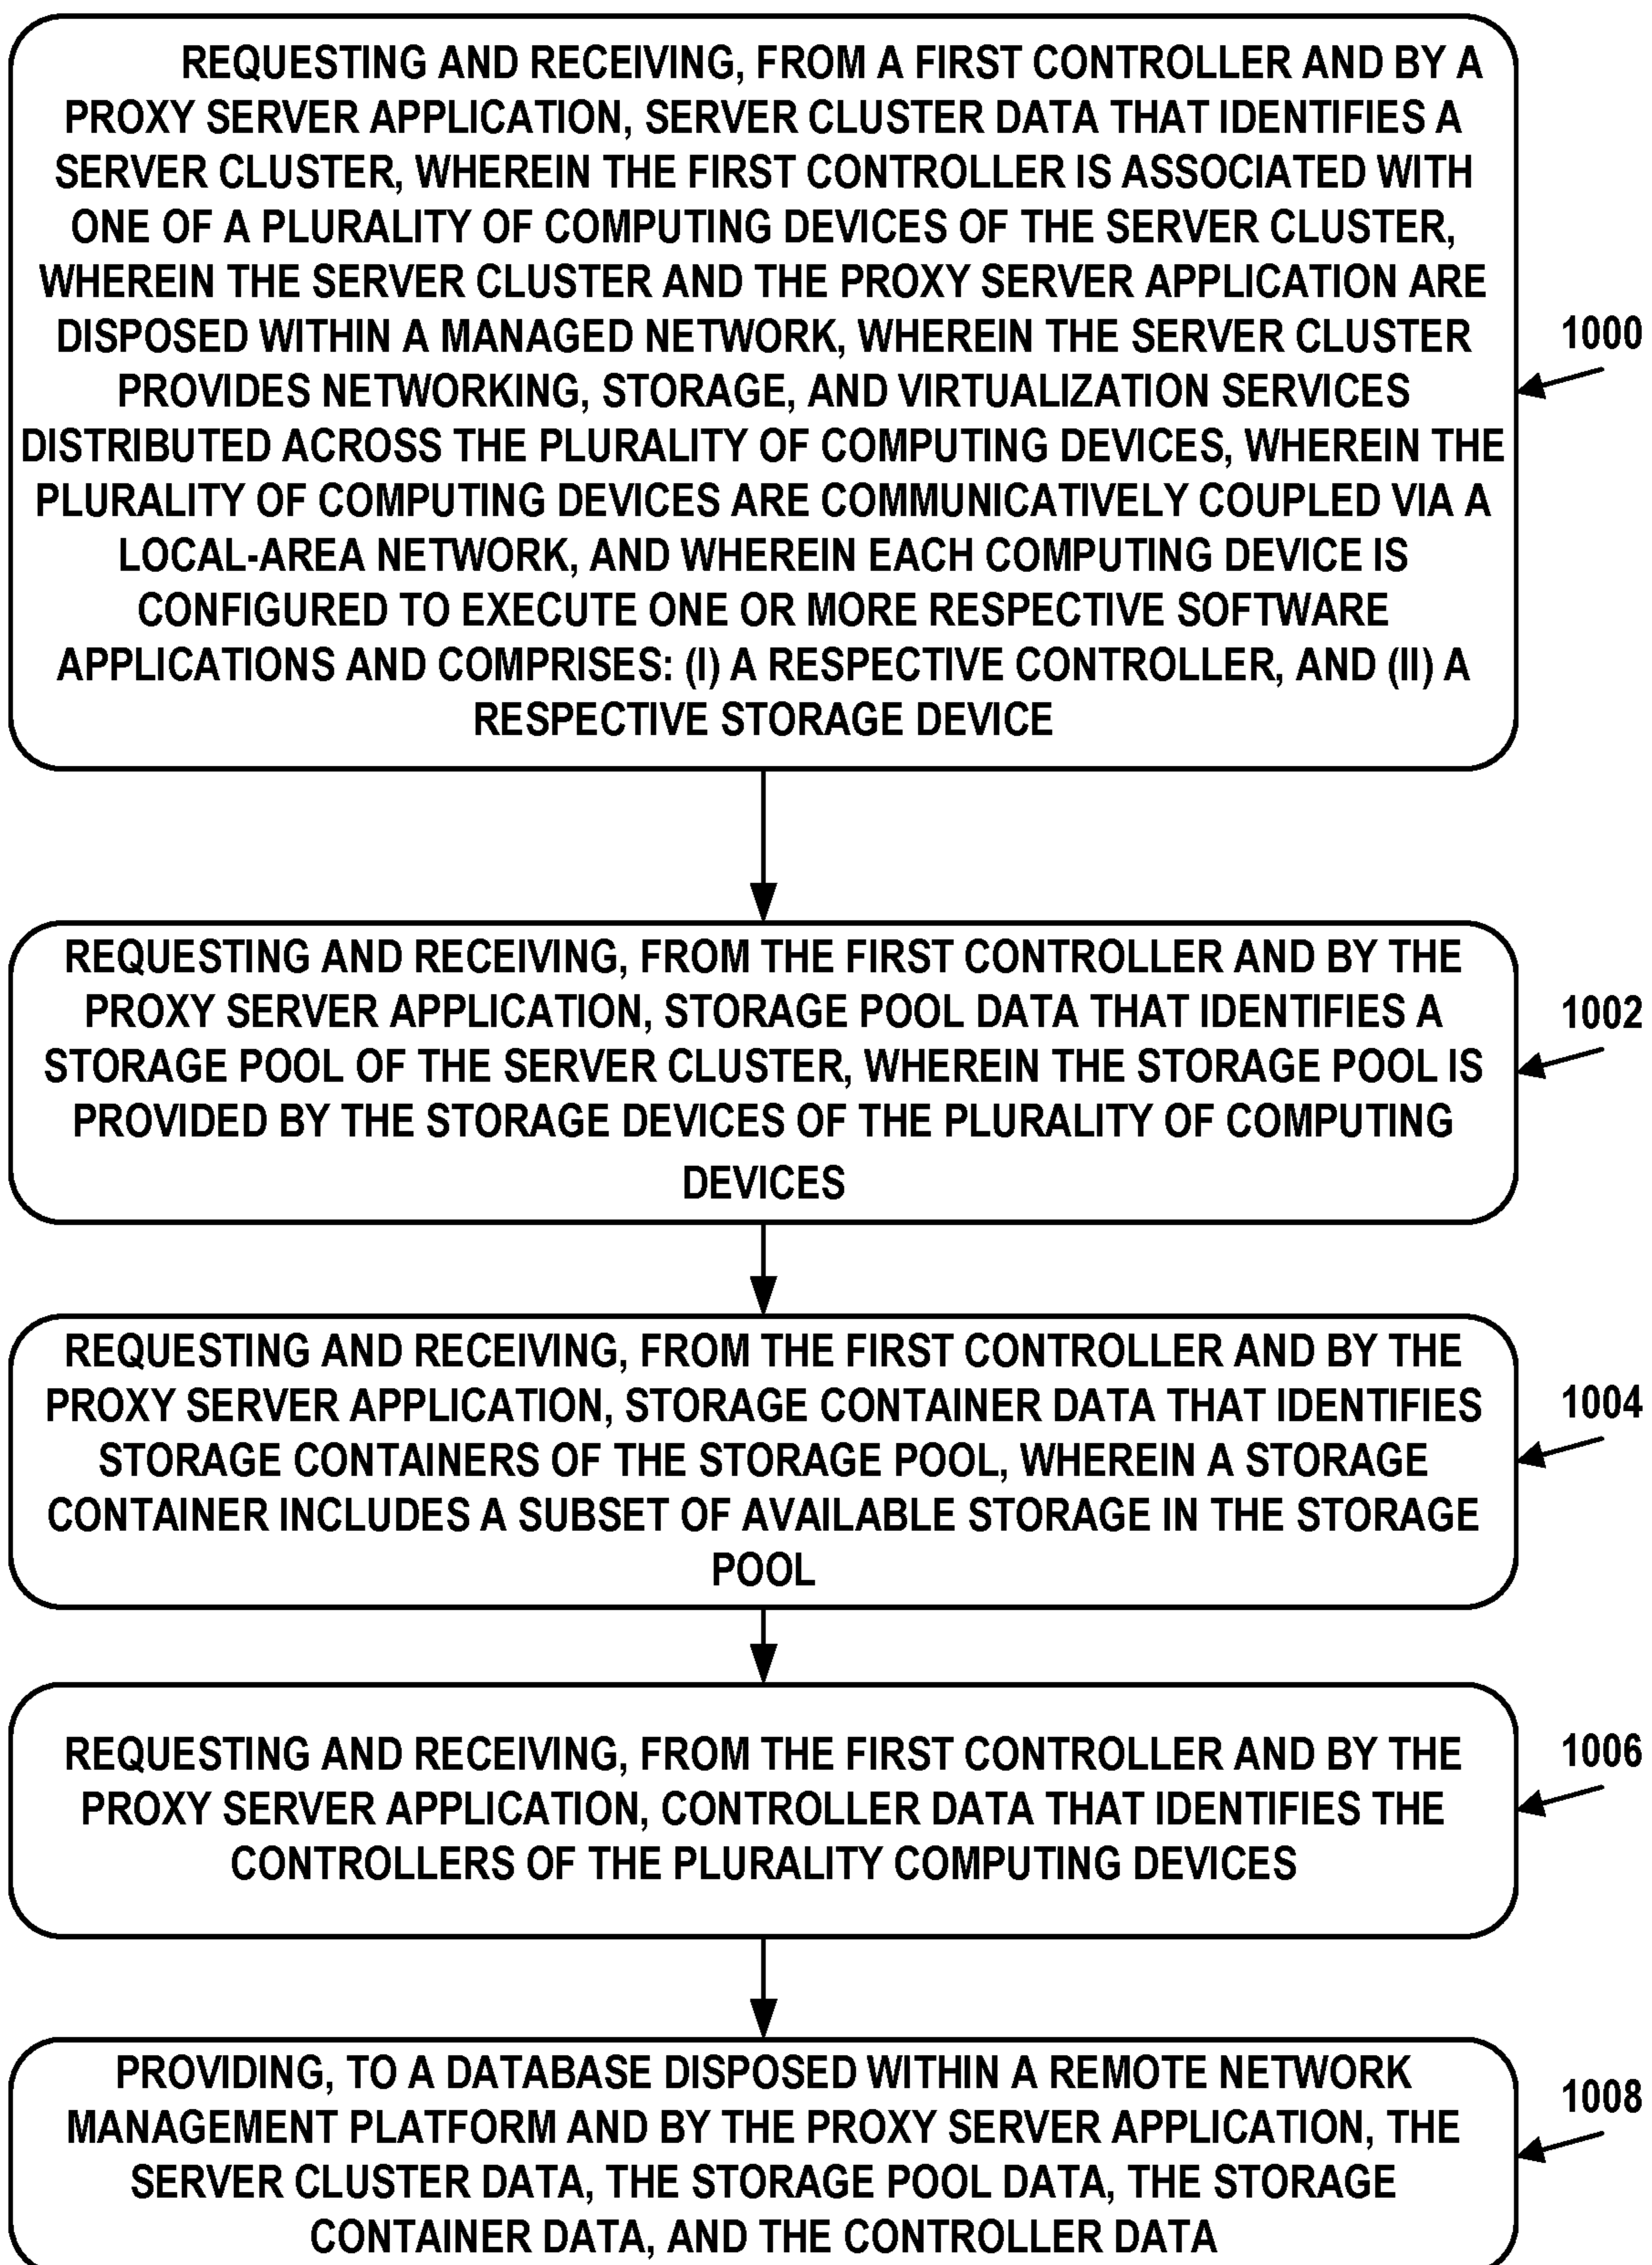 REQUESTING AND RECEIVING, FROM A FIRST CONTROLLER AND BY A
PROXY SERVER APPLICATION, SERVER CLUSTER DATA THAT IDENTIFIES A
SERVER CLUSTER, WHEREIN THE FIRST CONTROLLER IS ASSOCIATED WITH
ONE OF A PLURALITY OF COMPUTING DEVICES OF THE SERVER CLUSTER,
WHEREIN THE SERVER CLUSTER AND THE PROXY SERVER APPLICATION ARE
DISPOSED WITHIN A MANAGED NETWORK, WHEREIN THE SERVER CLUSTER
PROVIDES NETWORKING, STORAGE, AND VIRTUALIZATION SERVICES
DISTRIBUTED ACROSS THE PLURALITY OF COMPUTING DEVICES, WHEREIN THE
PLURALITY OF COMPUTING DEVICES ARE COMMUNICATIVELY COUPLED VIA A
LOCAL-AREA NETWORK, AND WHEREIN EACH COMPUTING DEVICE IS
CONFIGURED TO EXECUTE ONE OR MORE RESPECTIVE SOFTWARE
APPLICATIONS AND COMPRISES: (I) A RESPECTIVE CONTROLLER, AND (II) A
RESPECTIVE STORAGE DEVICE
1000
REQUESTING AND RECEIVING, FROM THE FIRST CONTROLLER AND BY THE
PROXY SERVER APPLICATION, STORAGE POOL DATA THAT IDENTIFIES A
STORAGE POOL OF THE SERVER CLUSTER, WHEREIN THE STORAGE POOL IS
PROVIDED BY THE STORAGE DEVICES OF THE PLURALITY OF COMPUTING
DEVICES
1002
REQUESTING AND RECEIVING, FROM THE FIRST CONTROLLER AND BY THE
PROXY SERVER APPLICATION, STORAGE CONTAINER DATA THAT IDENTIFIES
STORAGE CONTAINERS OF THE STORAGE POOL, WHEREIN A STORAGE
CONTAINER INCLUDES A SUBSET OF AVAILABLE STORAGE IN THE STORAGE
POOL
1004
REQUESTING AND RECEIVING, FROM THE FIRST CONTROLLER AND BY THE
PROXY SERVER APPLICATION, CONTROLLER DATA THAT IDENTIFIES THE
CONTROLLERS OF THE PLURALITY COMPUTING DEVICES
1006
PROVIDING, TO A DATABASE DISPOSED WITHIN A REMOTE NETWORK
MANAGEMENT PLATFORM AND BY THE PROXY SERVER APPLICATION, THE
SERVER CLUSTER DATA, THE STORAGE POOL DATA, THE STORAGE
CONTAINER DATA, AND THE CONTROLLER DATA
1008